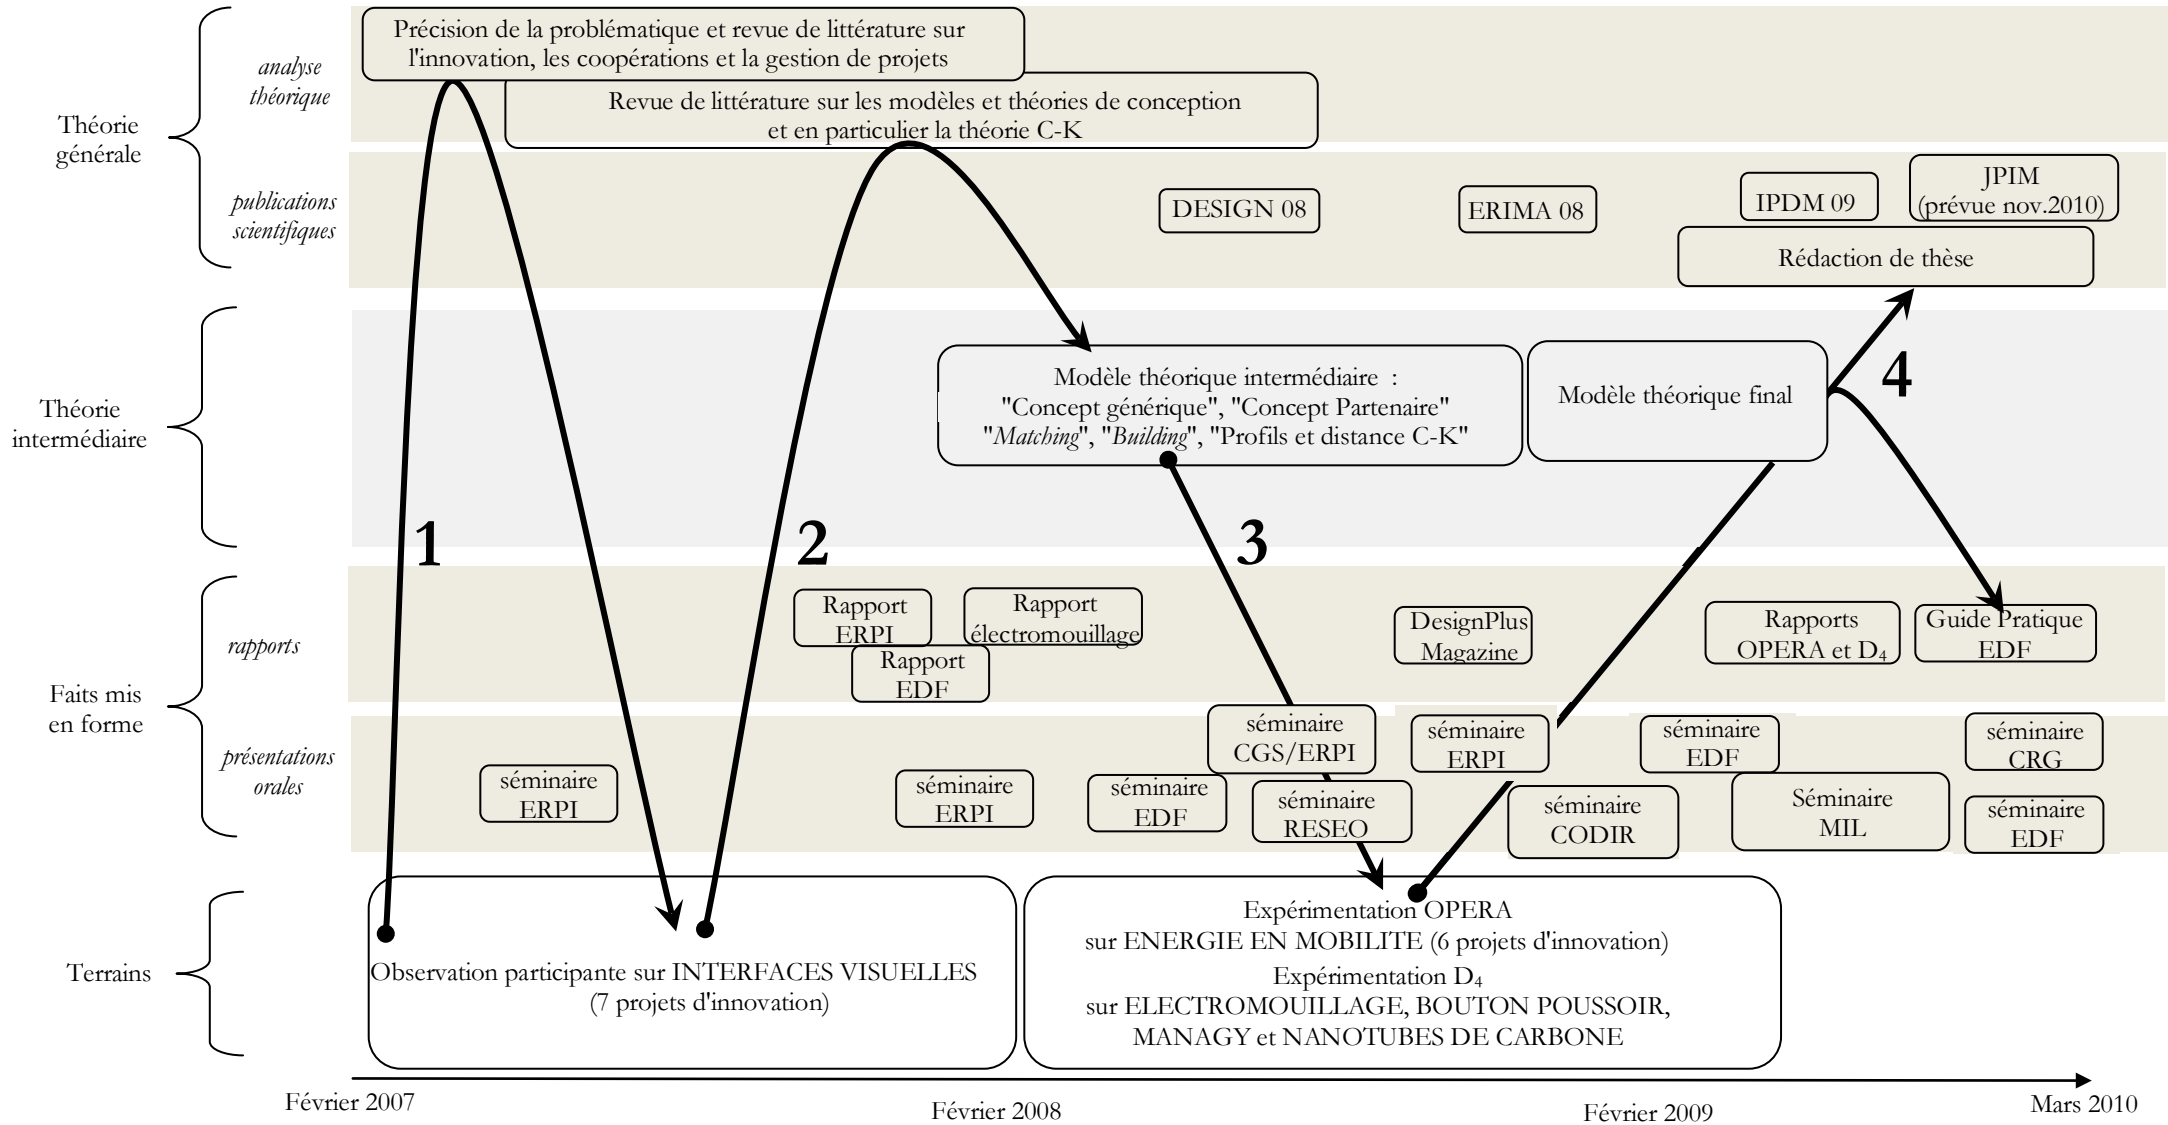 Précision de la problématique et revue de littérature sur
l'innovation, les coopérations et la gestion de projets
analyse
théorique
Revue de littérature sur les modèles et théories de conception
et en particulier la théorie C-K
Théorie
générale
publications
scientifiques
DESIGN 08
ERIMA 08
IPDM 09
JPIM
(prévue nov.2010)
Rédaction de thèse
Théorie
intermédiaire
Modèle théorique intermédiaire :
"Concept générique", "Concept Partenaire"
"Matching", "Building", "Profils et distance C-K"
Modèle théorique final
4
1
2
3
Faits mis
en forme
rapports
Rapport
ERPI
Rapport
électromouillage
Rapport
EDF
DesignPlus
Magazine
Rapports
OPERA et D4
Guide Pratique
EDF
présentations
orales
séminaire
ERPI
séminaire
ERPI
séminaire
EDF
séminaire
CGS/ERPI
séminaire
RESEO
séminaire
ERPI
séminaire
CODIR
séminaire
EDF
Séminaire
MIL
séminaire
CRG
séminaire
EDF
Terrains
Observation participante sur INTERFACES VISUELLES
(7 projets d'innovation)
Expérimentation OPERA
sur ENERGIE EN MOBILITE (6 projets d'innovation)
Expérimentation D4
sur ELECTROMOUILLAGE, BOUTON POUSSOIR,
MANAGY et NANOTUBES DE CARBONE
Février 2007
Février 2008
Février 2009
Mars 2010